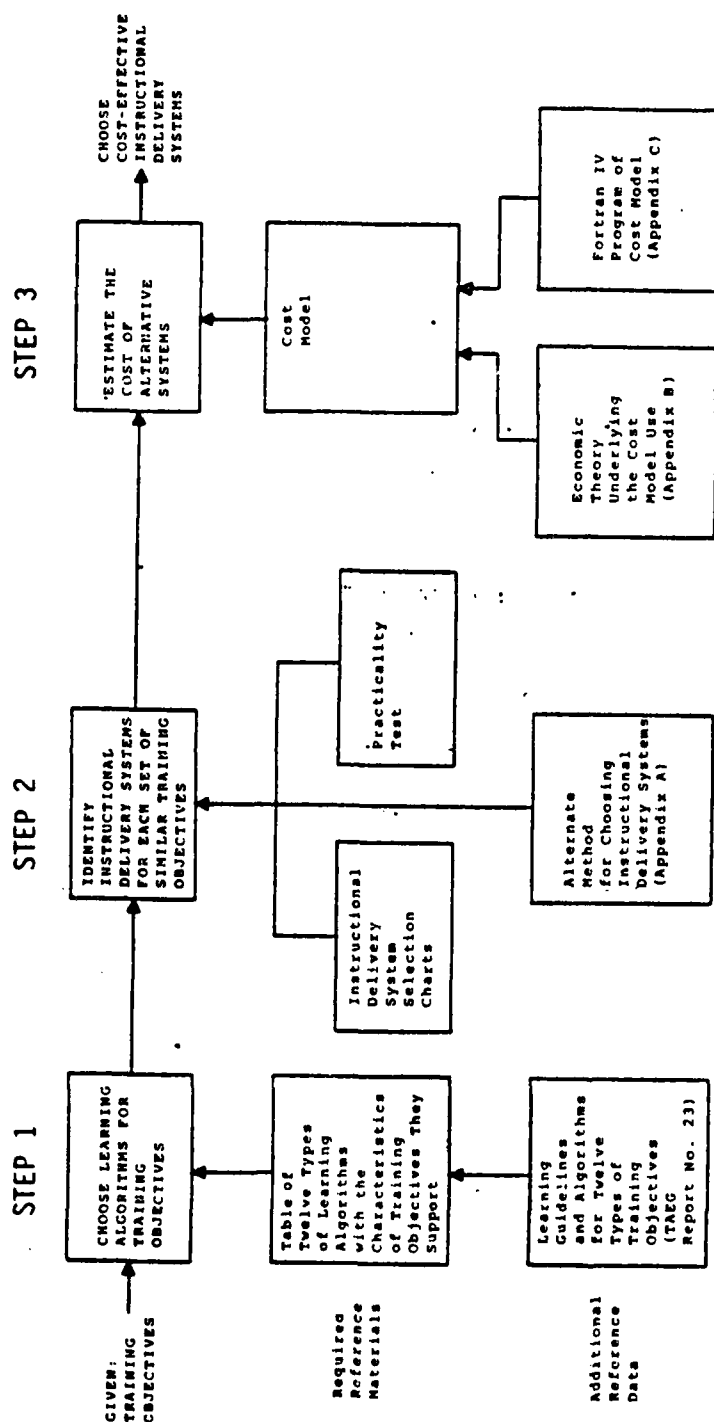 STEP 1
STEP 2
STEP 3
GIVEN:
TRAINING
OBJECTIVES
CHOOSE LEARNING
ALGORITHMS FOR
TRAINING
OBJECTIVES
IDENTIFY
INSTRUCTIONAL
DELIVERY SYSTEMS
FOR EACH SET OF
SIMILAR TRAINING
OBJECTIVES
ESTIMATE THE
COST OF
ALTERNATIVE
SYSTEMS
CHOOSE
COST-EFFECTIVE
INSTRUCTIONAL
DELIVERY
SYSTEMS
Required
Reference
Materials
Table of
Twelve Types
of Learning
Algorithms
with the
Characteristics
of Training
Objectives They
Support
Instructional
Delivery
System
Selection
Charts
Practicality
Test
Cost
Model
Additional
Reference
Data
Learning
Guidelines
and Algorithms
for Twelve
Types of
Training
Objectives
(TAEG
Report No. 23)
Alternate
Method
for Choosing
Instructional
Delivery Systems
(Appendix A)
Economic
Theory
Underlying
the Cost
Model Use
(Appendix B)
Fortran IV
Program of
Cost Model
(Appendix C)